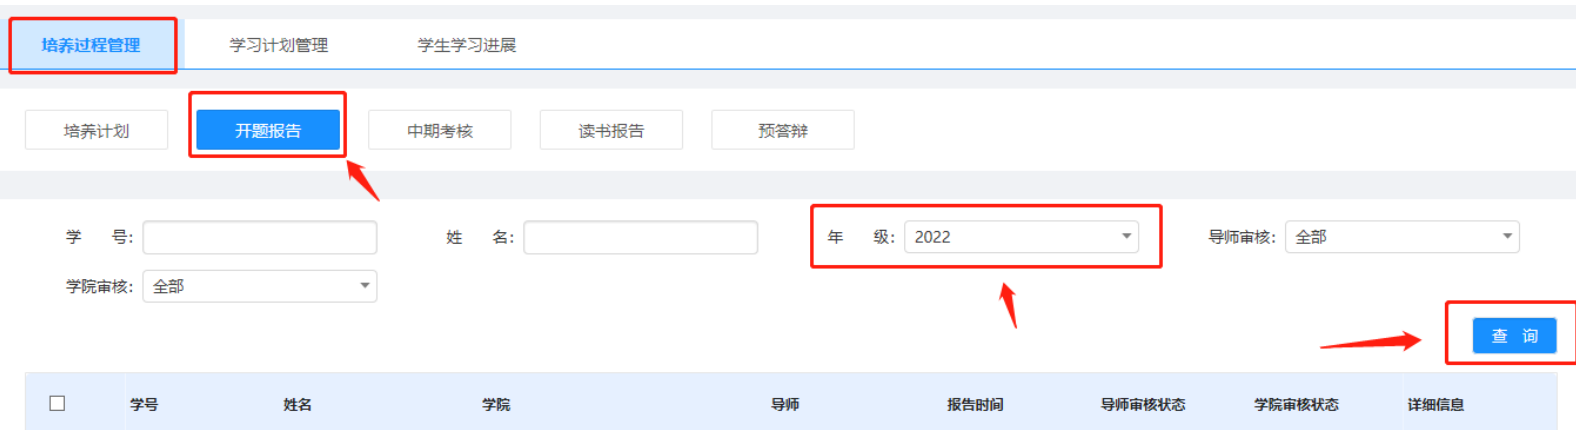 培养过程管理 学习计划管理 学生学习进展
培养计划 开题报告 中期考核 读书报告 预答辩
学 号: 姓 名: 年 级: 2022 导师审核: 全部
学院审核: 全部
查 询
学号 姓名 学院 导师 报告时间 导师审核状态 学院审核状态 详细信息